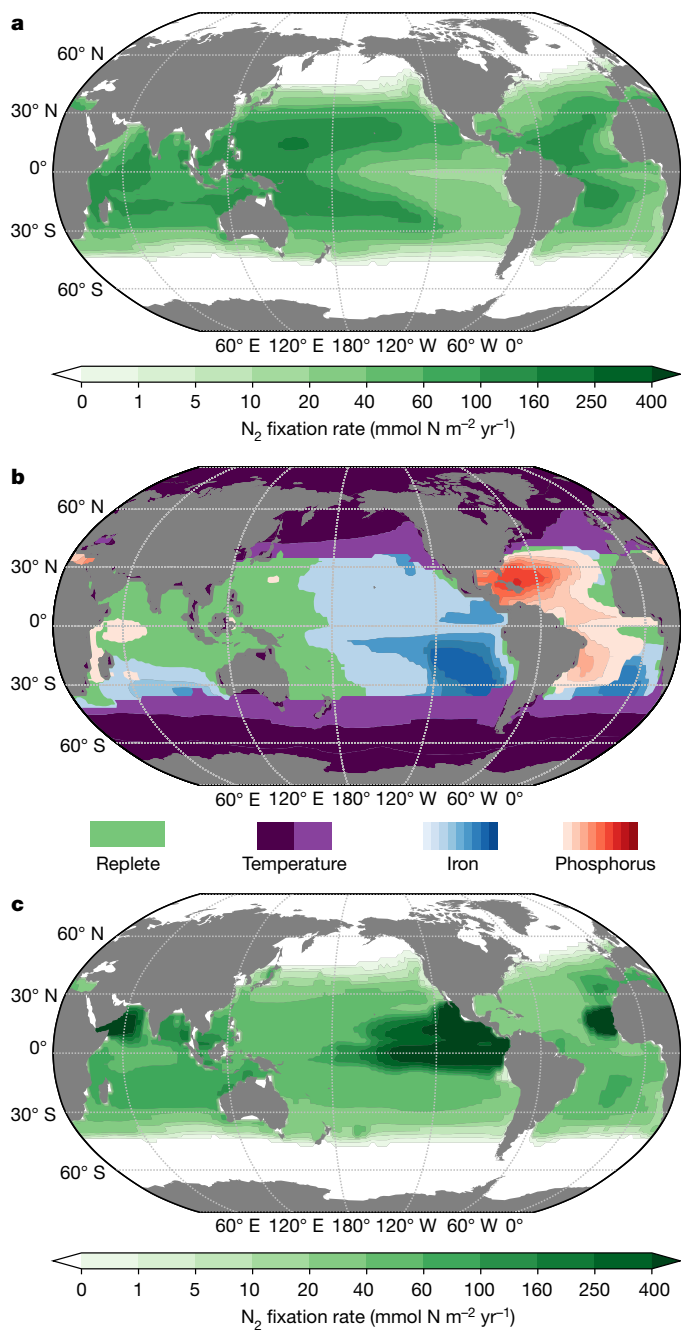 a
60° N
30° N
0°
30° S
60° S
60° E 120° E 180° 120° W 60° W 0°
0 1 5 10 20 40 60 100 160 250 400
N₂ fixation rate (mmol N m⁻² yr⁻¹)
b
60° N
30° N
0°
30° S
60° S
60° E 120° E 180° 120° W 60° W 0°
Replete Temperature Iron Phosphorus
c
60° N
30° N
0°
30° S
60° S
60° E 120° E 180° 120° W 60° W 0°
0 1 5 10 20 40 60 100 160 250 400
N₂ fixation rate (mmol N m⁻² yr⁻¹)